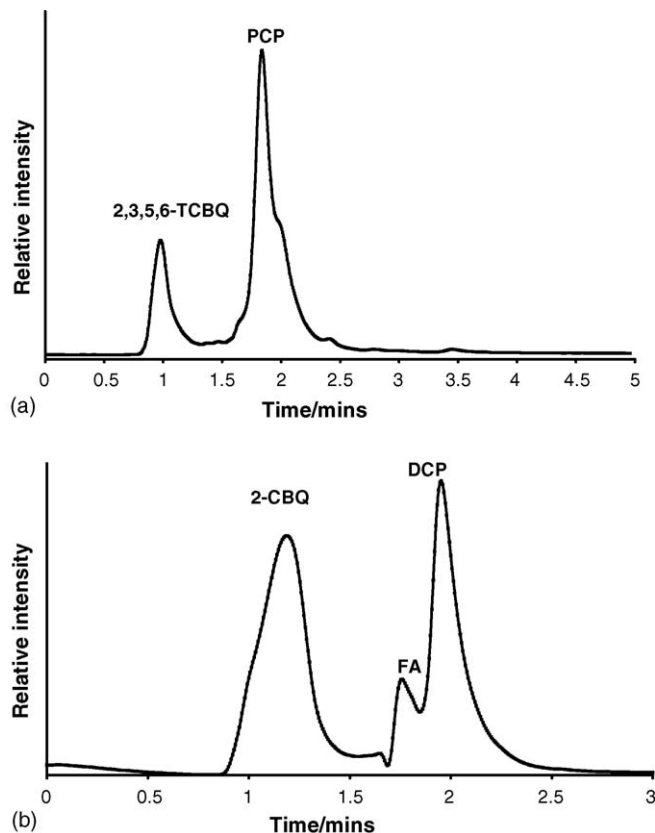 PCP
2,3,5,6-TCBQ
Relative intensity
0 0.5 1 1.5 2 2.5 3 3.5 4 4.5 5
(a)
Time/mins
DCP
2-CBQ
FA
Relative intensity
0 0.5 1 1.5 2 2.5 3
(b)
Time/mins